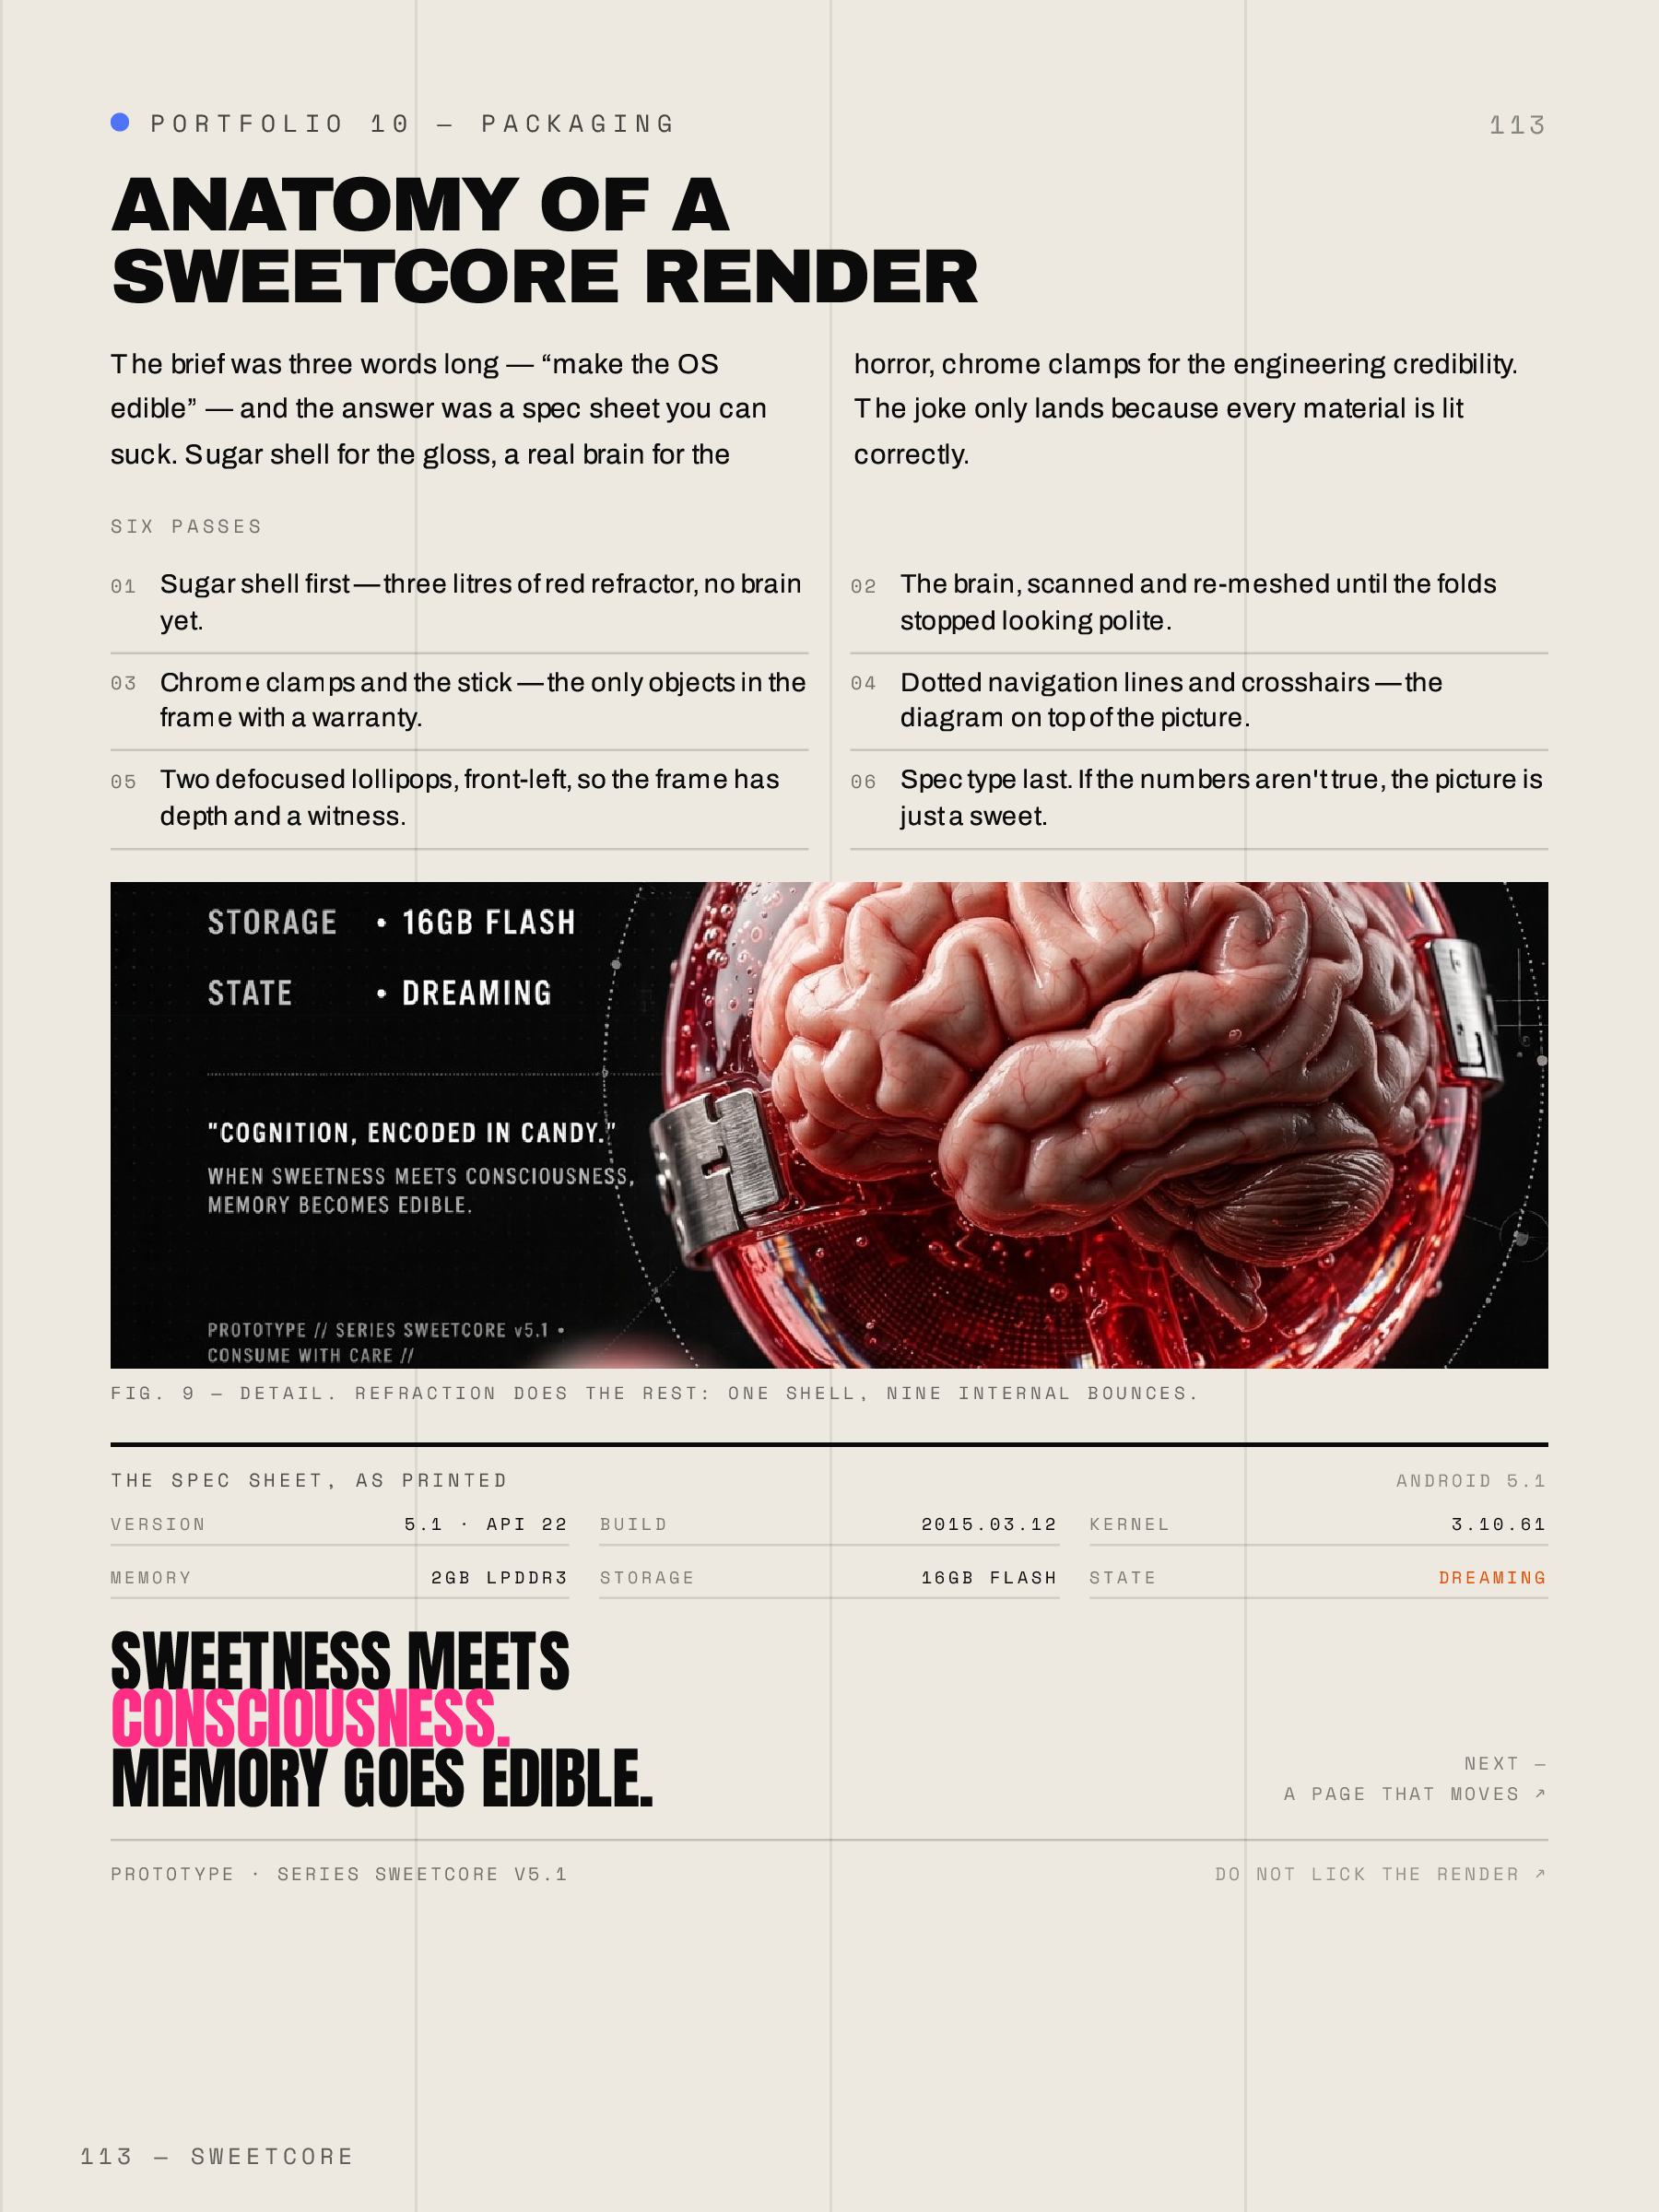 PORTFOLIO 10 — PACKAGING
113
ANATOMY OF A
SWEETCORE RENDER
The brief was three words long — “make the OS
edible” — and the answer was a spec sheet you can
suck. Sugar shell for the gloss, a real brain for the
horror, chrome clamps for the engineering credibility.
The joke only lands because every material is lit
correctly.
SIX PASSES
01 Sugar shell first — three litres of red refractor, no brain
yet.
02 The brain, scanned and re-meshed until the folds
stopped looking polite.
03 Chrome clamps and the stick — the only objects in the
frame with a warranty.
04 Dotted navigation lines and crosshairs — the
diagram on top of the picture.
05 Two defocused lollipops, front-left, so the frame has
depth and a witness.
06 Spec type last. If the numbers aren't true, the picture is
just a sweet.
STORAGE • 16GB FLASH
STATE • DREAMING
"COGNITION, ENCODED IN CANDY."
WHEN SWEETNESS MEETS CONSCIOUSNESS,
MEMORY BECOMES EDIBLE.
PROTOTYPE // SERIES SWEETCORE v5.1 •
CONSUME WITH CARE //
FIG. 9 — DETAIL. REFRACTION DOES THE REST: ONE SHELL, NINE INTERNAL BOUNCES.
THE SPEC SHEET, AS PRINTED
ANDROID 5.1
VERSION 5.1 · API 22
BUILD 2015.03.12
KERNEL 3.10.61
MEMORY 2GB LPDDR3
STORAGE 16GB FLASH
STATE DREAMING
SWEETNESS MEETS
CONSCIOUSNESS.
MEMORY GOES EDIBLE.
NEXT —
A PAGE THAT MOVES ↗
PROTOTYPE · SERIES SWEETCORE V5.1
DO NOT LICK THE RENDER ↗
113 — SWEETCORE